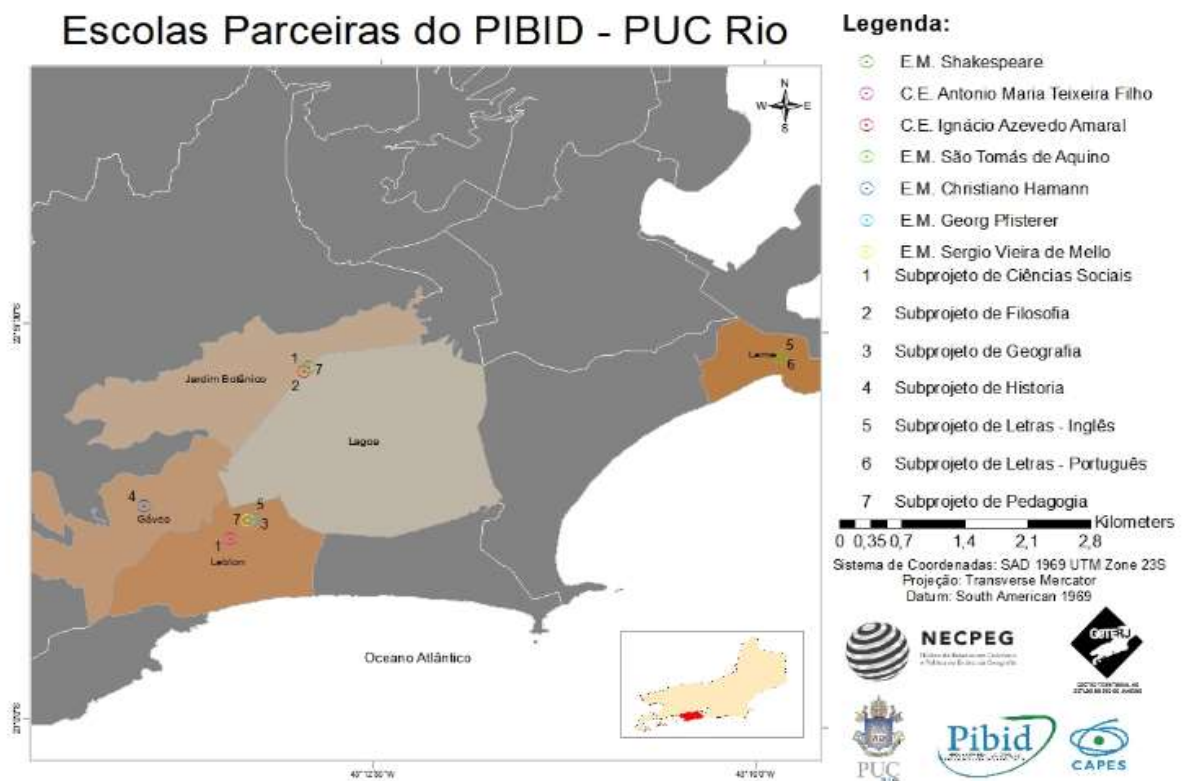 Escolas Parceiras do PIBID - PUC Rio
N
W E
S
1
7
2
Jardim Botânico
Lagoa
Leme
5
6
4
Gávea
5
7
3
1
Leblon
Oceano Atlântico
43°12'50"W
Legenda:
E.M. Shakespeare
C.E. Antonio Maria Teixeira Filho
C.E. Ignácio Azevedo Amaral
E.M. São Tomás de Aquino
E.M. Christiano Hamann
E.M. Georg Pfisterer
E.M. Sergio Vieira de Mello
1 Subprojeto de Ciências Sociais
2 Subprojeto de Filosofia
3 Subprojeto de Geografia
4 Subprojeto de Historia
5 Subprojeto de Letras - Inglês
6 Subprojeto de Letras - Português
7 Subprojeto de Pedagogia
Kilometers
0 0,35 0,7 1,4 2,1 2,8
Sistema de Coordenadas: SAD 1969 UTM Zone 23S
Projeção: Transverse Mercator
Datum: South American 1969
NECPEG
GeTERJ
PUC
RIO
Pibid
CAPES